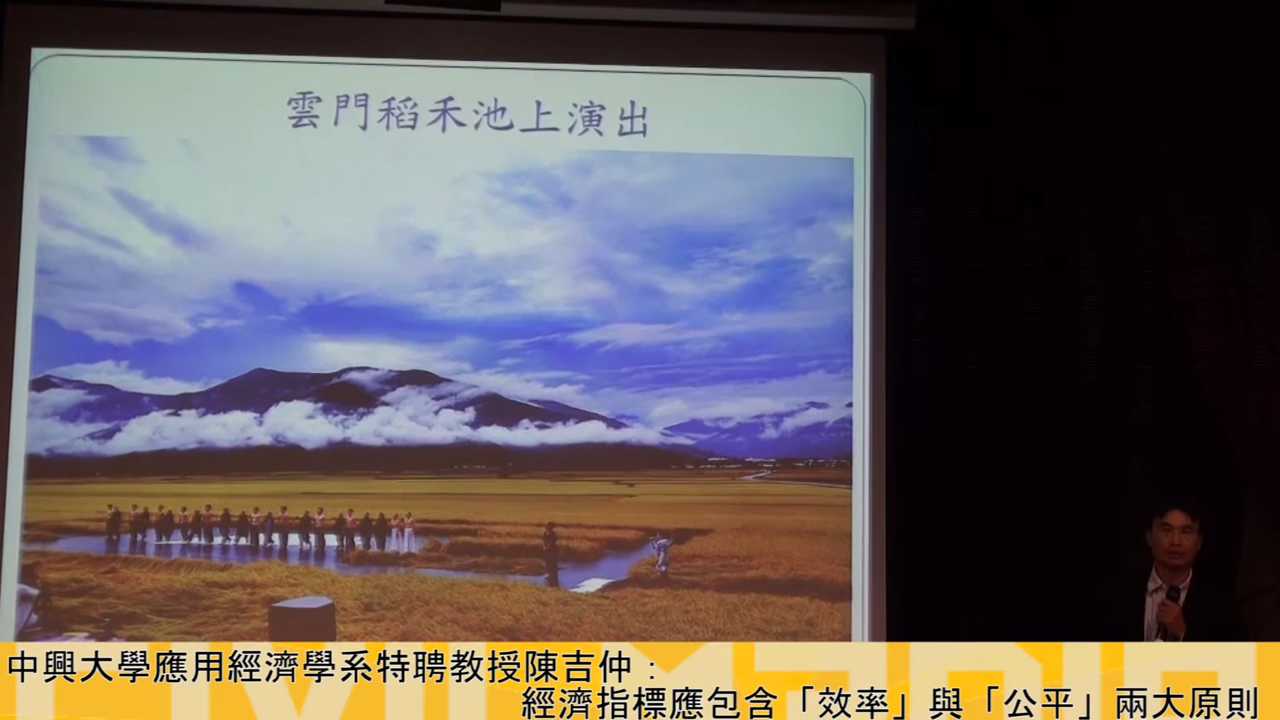 雲門稻禾池上演出
中興大學應用經濟學系特聘教授陳吉仲：
經濟指標應包含「效率」與「公平」兩大原則